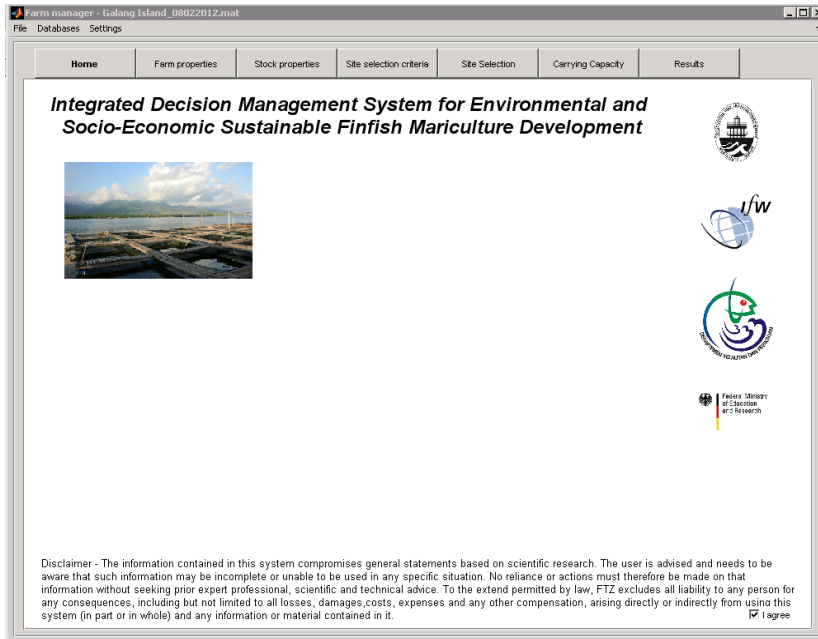 Farm manager - Galang Island_08022012.mat
File Databases Settings
Home Farm properties Stock properties Site selection criteria Site Selection Carrying Capacity Results
Integrated Decision Management System for Environmental and
Socio-Economic Sustainable Finfish Mariculture Development
ifw
DEPARTEMEN KELAUTAN DAN PERIKANAN
Federal Ministry
of Education
and Research
Disclaimer - The information contained in this system compromises general statements based on scientific research. The user is advised and needs to be
aware that such information may be incomplete or unable to be used in any specific situation. No reliance or actions must therefore be made on that
information without seeking prior expert professional, scientific and technical advice. To the extend permitted by law, FTZ excludes all liability to any person for
any consequences, including but not limited to all losses, damages,costs, expenses and any other compensation, arising directly or indirectly from using this
system (in part or in whole) and any information or material contained in it.
I agree